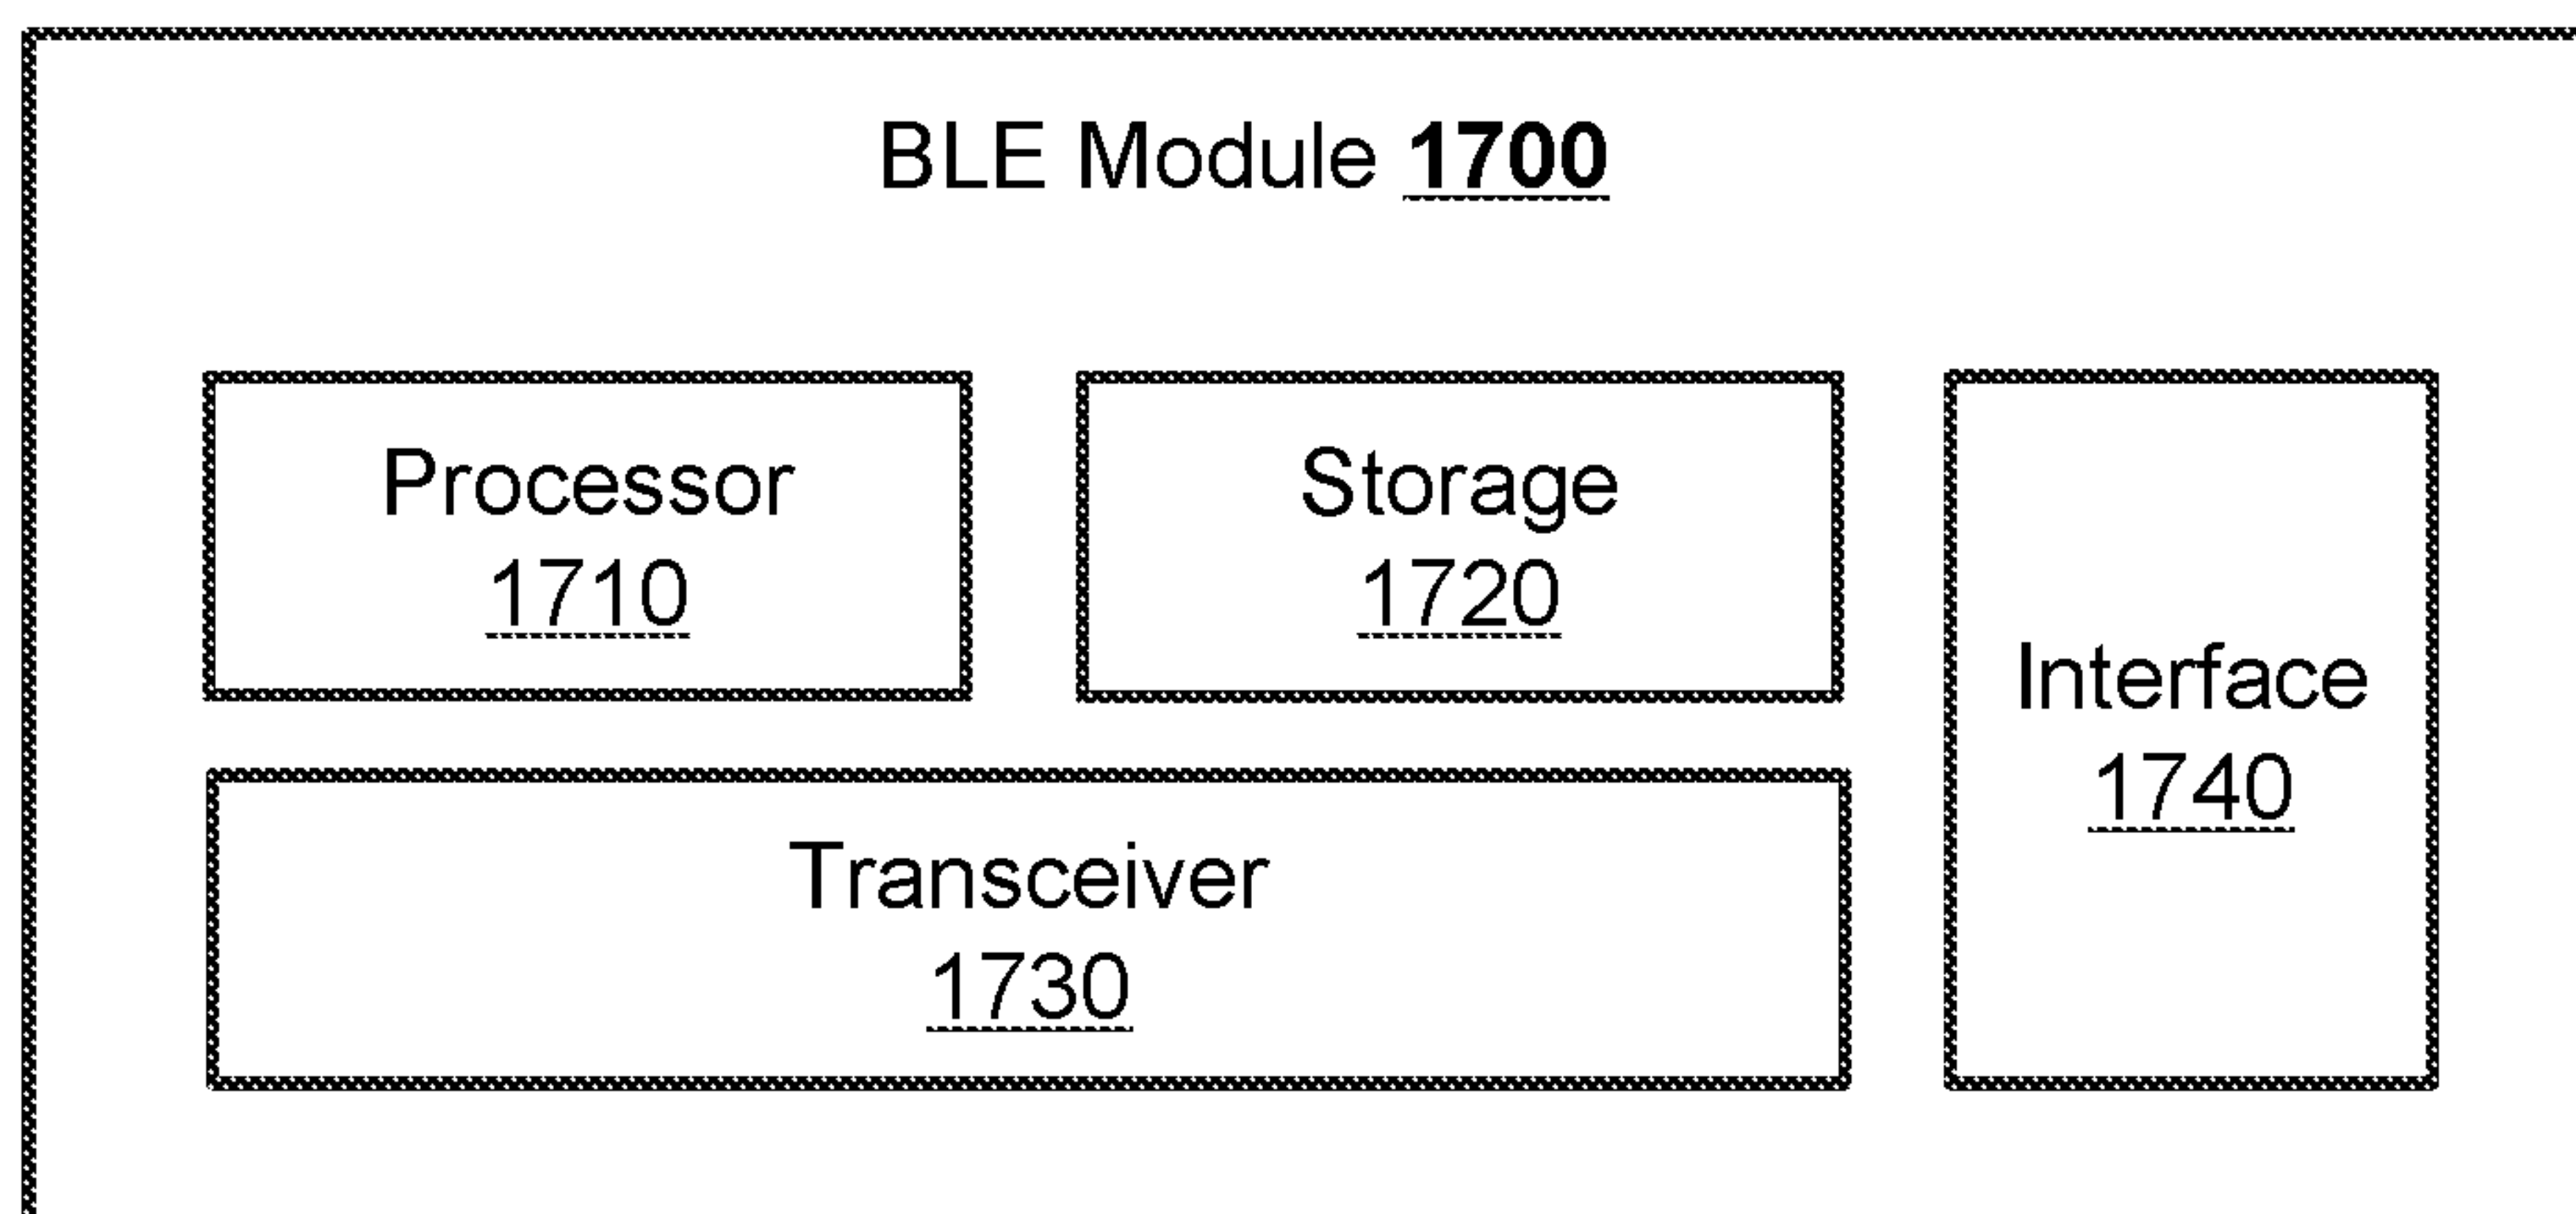 BLE Module 1700
Processor
1710
Storage
1720
Interface
1740
Transceiver
1730